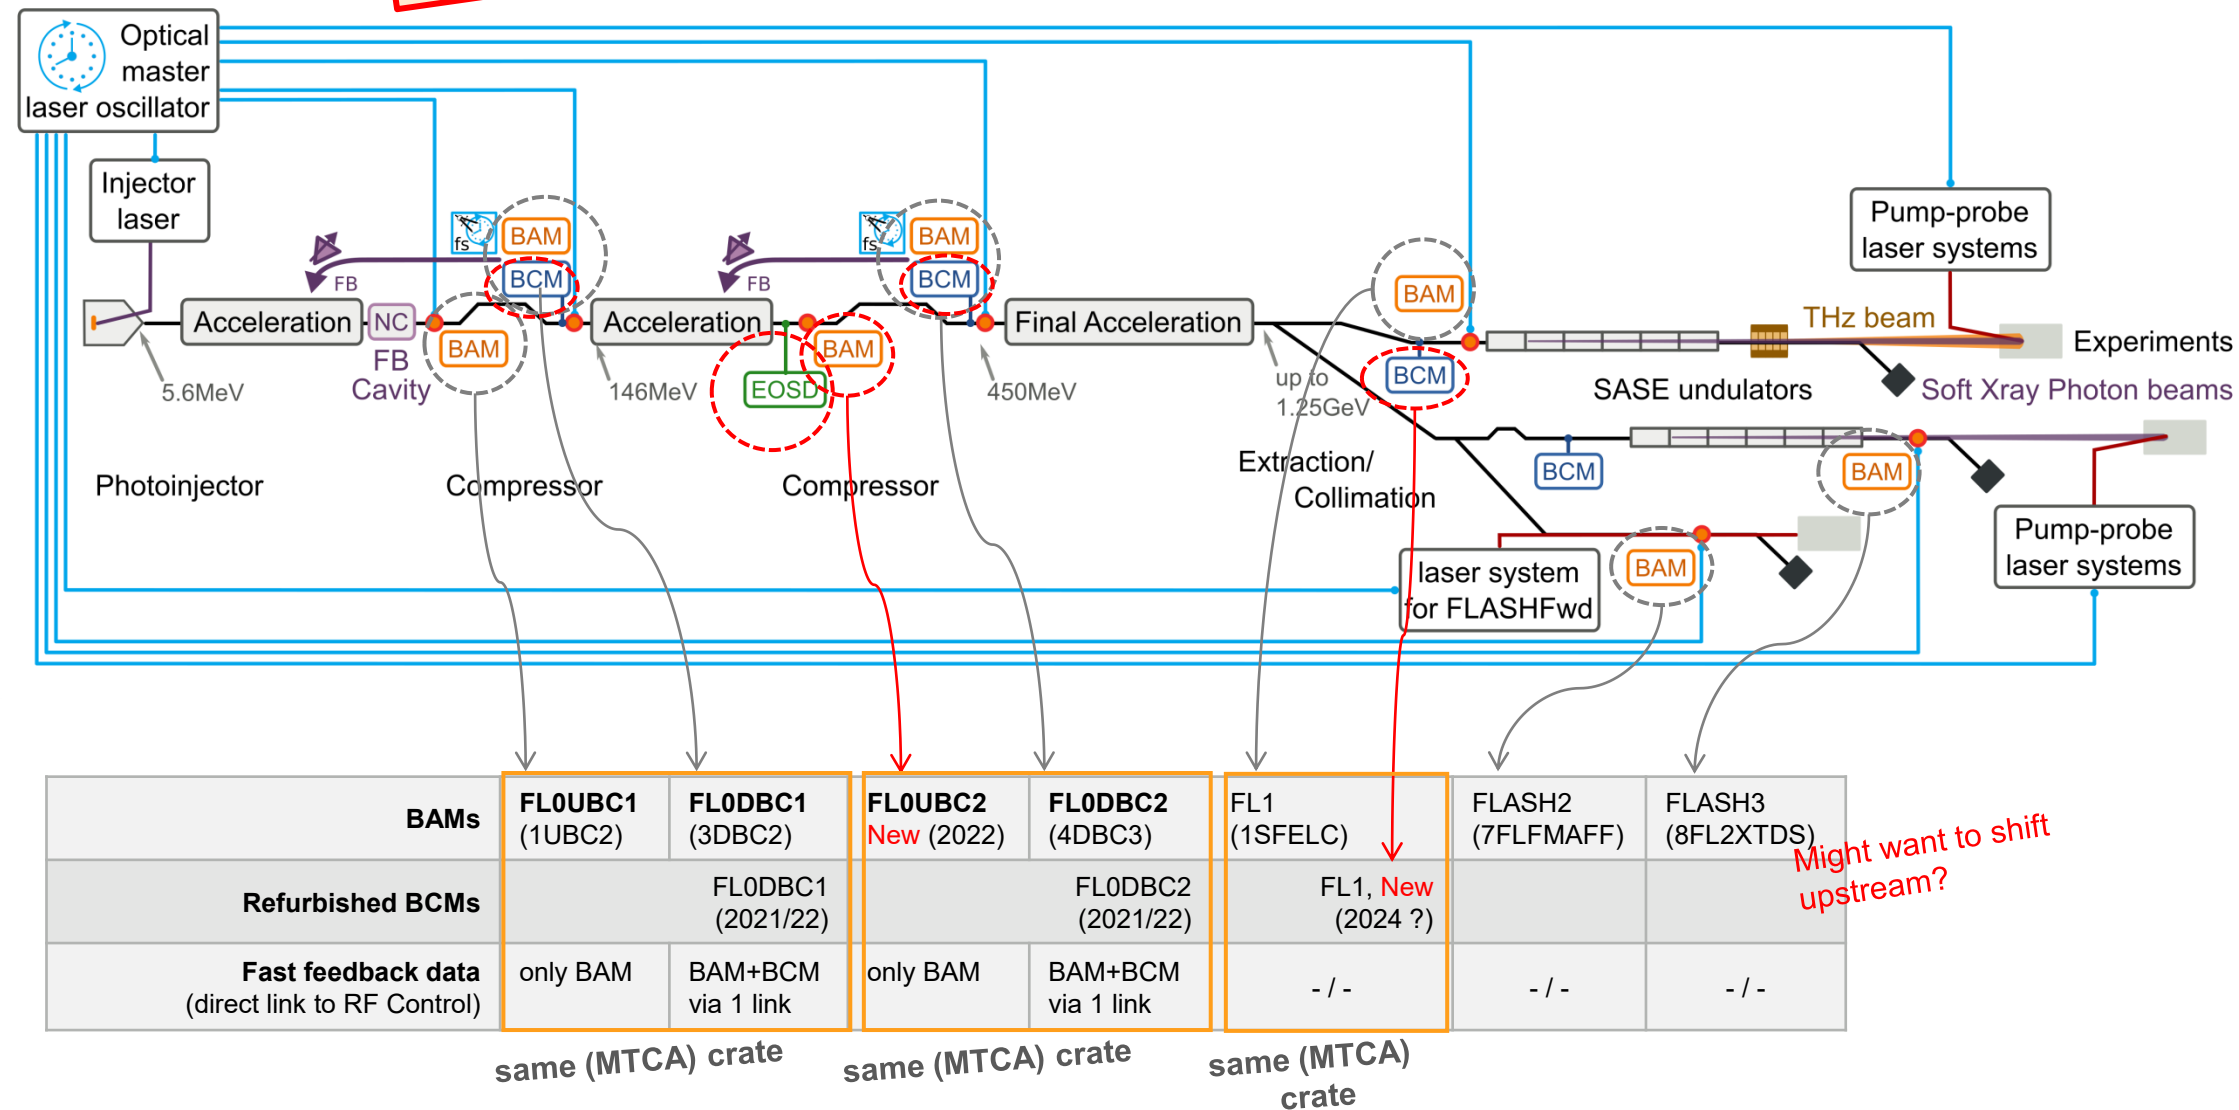 Optical
master
laser oscillator
Injector
laser
Pump-probe
laser systems
fs
BAM
BCM
fs
BAM
BCM
BAM
FB
FB
Acceleration
NC
Acceleration
Final Acceleration
THz beam
Experiments
BAM
FB
Cavity
BAM
EOSD
BCM
5.6MeV
146MeV
450MeV
up to
1.25GeV
SASE undulators
Soft Xray Photon beams
Photoinjector
Compressor
Compressor
Extraction/
Collimation
BCM
BAM
Pump-probe
laser systems
laser system
for FLASHFwd
BAM
BAMs
FL0UBC1
(1UBC2)
FL0DBC1
(3DBC2)
FL0UBC2
New (2022)
FL0DBC2
(4DBC3)
FL1
(1SFELC)
FLASH2
(7FLFMAFF)
FLASH3
(8FL2XTDS)
Might want to shift
upstream?
Refurbished BCMs
FL0DBC1
(2021/22)
FL0DBC2
(2021/22)
FL1, New
(2024 ?)
Fast feedback data
(direct link to RF Control)
only BAM
BAM+BCM
via 1 link
only BAM
BAM+BCM
via 1 link
- / -
- / -
- / -
same (MTCA) crate
same (MTCA) crate
same (MTCA)
crate